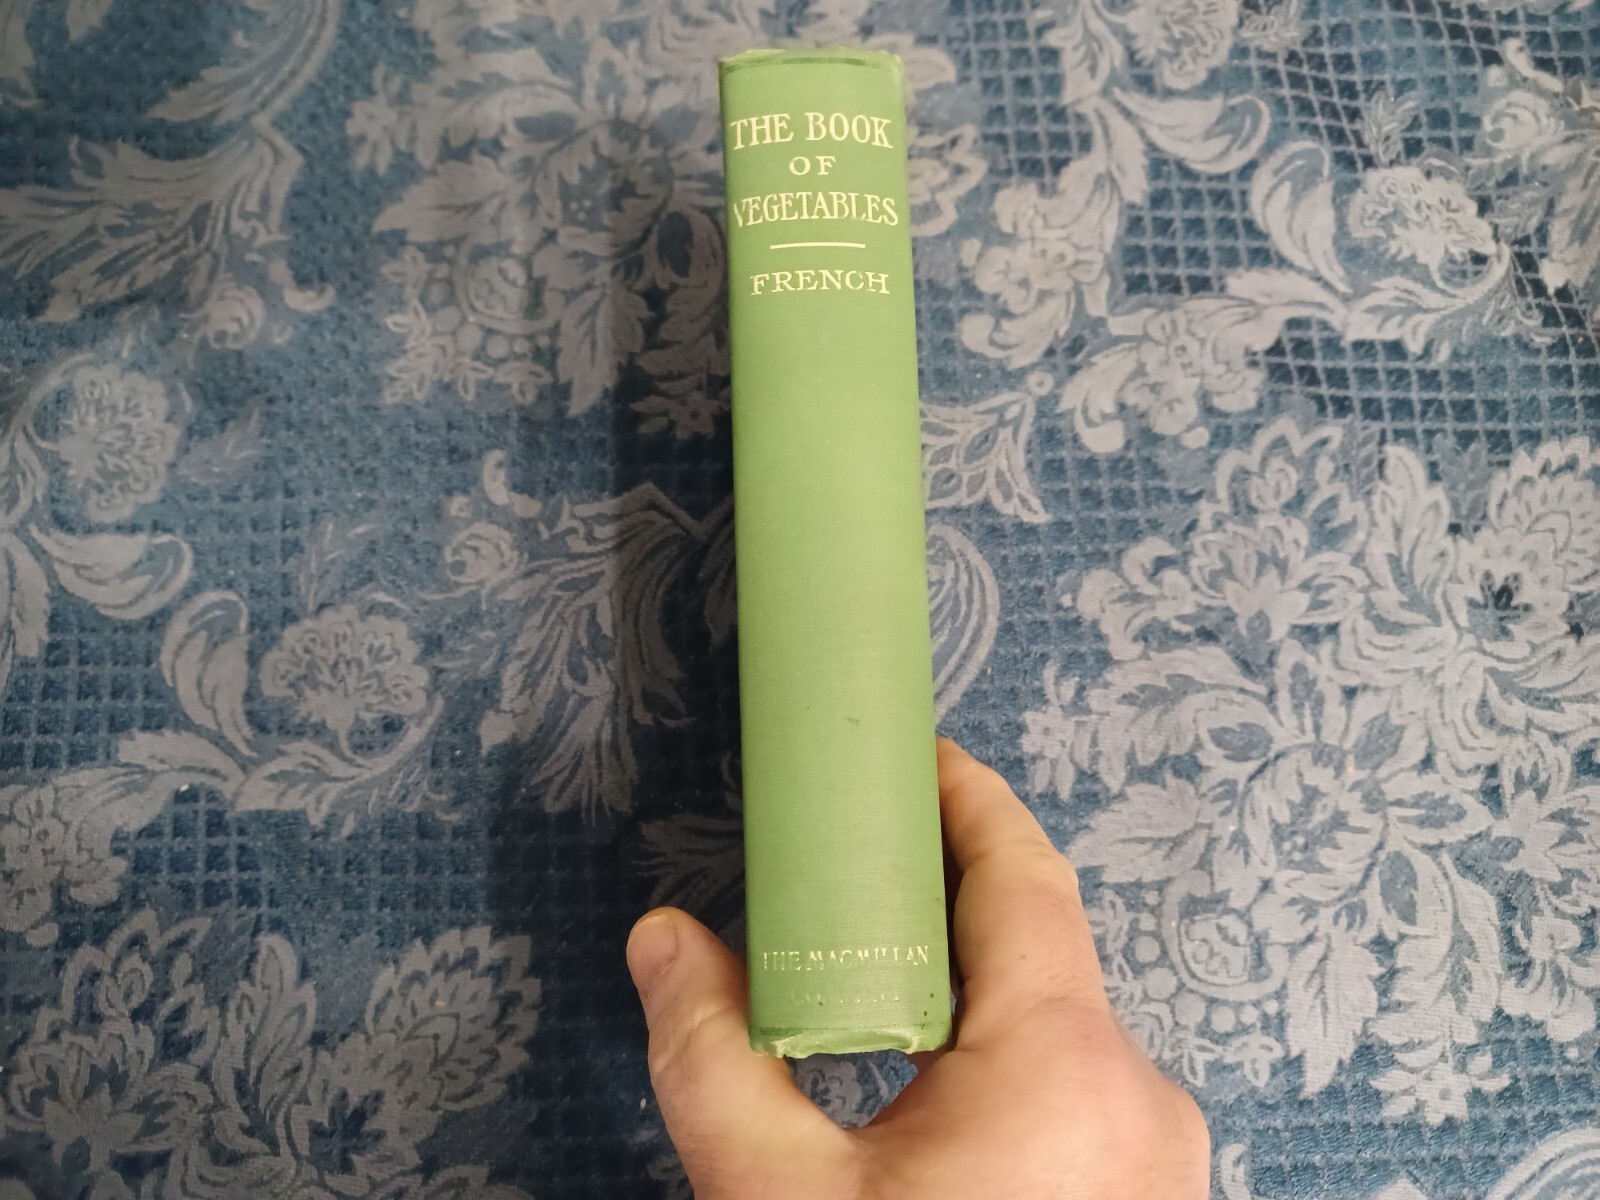 THE BOOK
OF
VEGETABLES
FRENCH
THE MACMILLAN